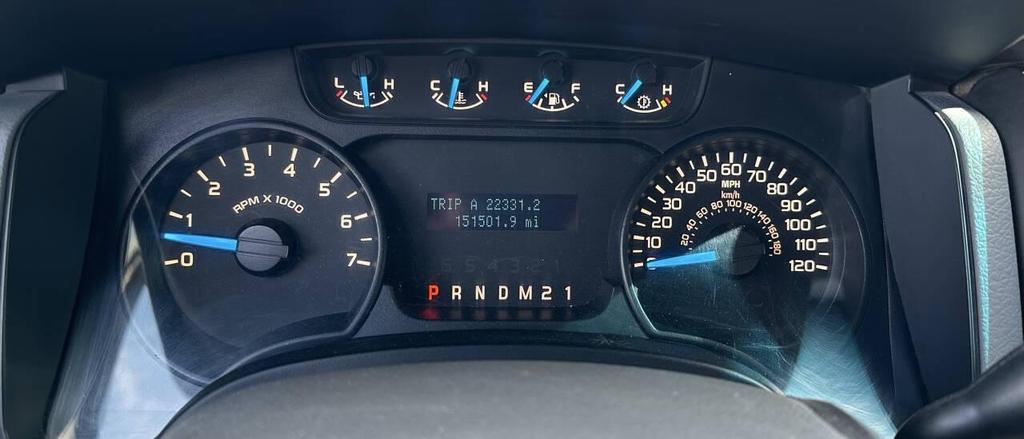 L H C H E F C H
0 1 2 3 4 5 6 7
RPM X 1000
TRIP A 22331.2
151501.9 mi
P R N D M 2 1
0 10 20 30 40 50 60 70 80 90 100 110 120
MPH
km/h
20 40 60 80 100 120 140 160 180